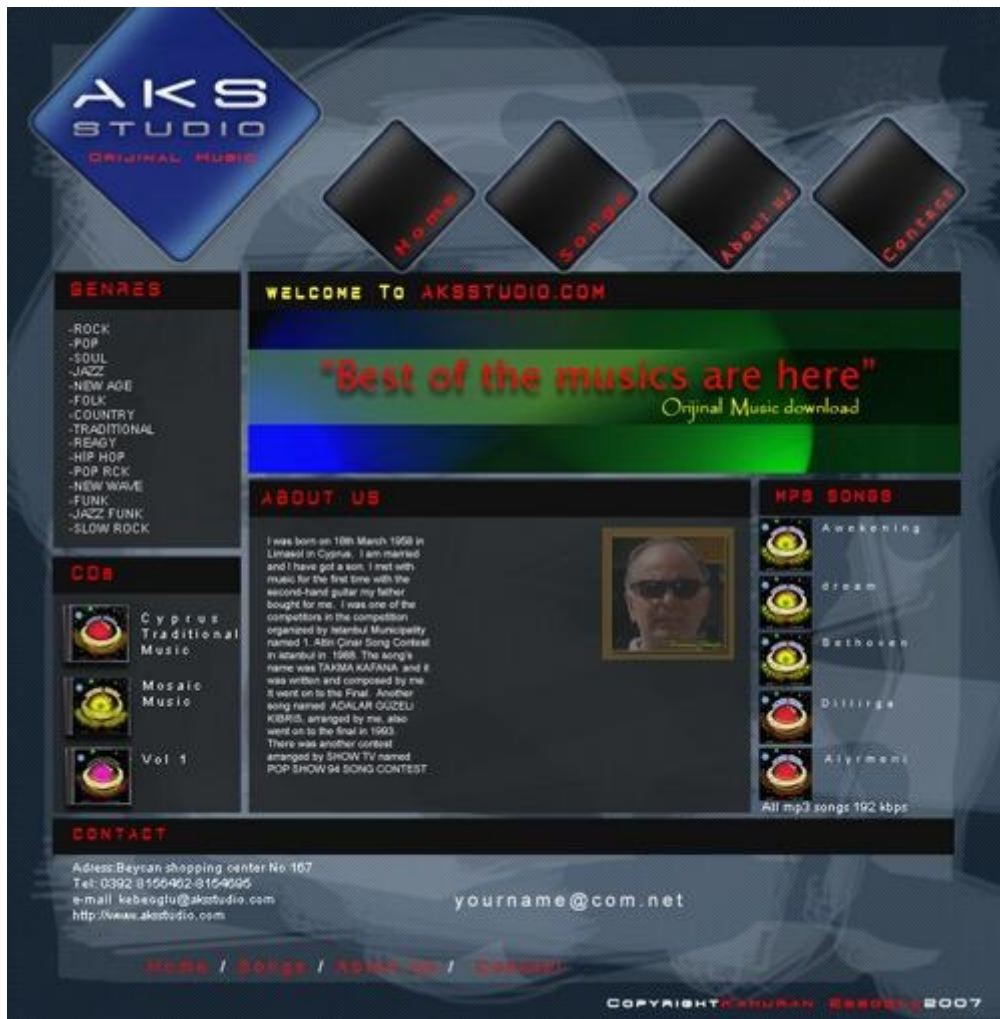 AKS
STUDIO
Orijinal Music
Home
Songs
About us
Contact
GENRES
-ROCK
-POP
-SOUL
-JAZZ
-NEW AGE
-FOLK
-COUNTRY
-TRADITIONAL
-REAGY
-HİP HOP
-POP RCK
-NEW WAVE
-FUNK
-JAZZ FUNK
-SLOW ROCK
WELCOME To AKSSTUDIO.COM
"Best of the musics are here"
Orijinal Music download
CDs
Cyprus
Traditional
Music
Mosaic
Music
Vol 1
ABOUT US
I was born on 18th March 1958 in
Limasol in Cyprus. I am married
and I have got a son. I met with
music for the first time with the
second-hand guitar my father
bought for me. I was one of the
competitors in the competition
organized by Istanbul Municipality
named 1. Altin Çinar Song Contest
in istanbul in 1988. The song's
name was TAKMA KAFANA and it
was written and composed by me.
It went on to the Final. Another
song named ADALAR GÜZELi
KIBRIS, arranged by me, also
went on to the final in 1993.
There was another contest
arranged by SHOW TV named
POP SHOW 94 SONG CONTEST
MP3 SONGS
Awekening
dream
Bethoven
Dillirga
Alyrmeni
All mp3 songs 192 kbps
CONTACT
Adress:Beysan shopping center No 167
Tel: 0392 8156462-8154695
e-mail kebeoglu@aksstudio.com
http://www.aksstudio.com
yourname@com.net
Home / Songs / About us / Contact
Copyright 2007